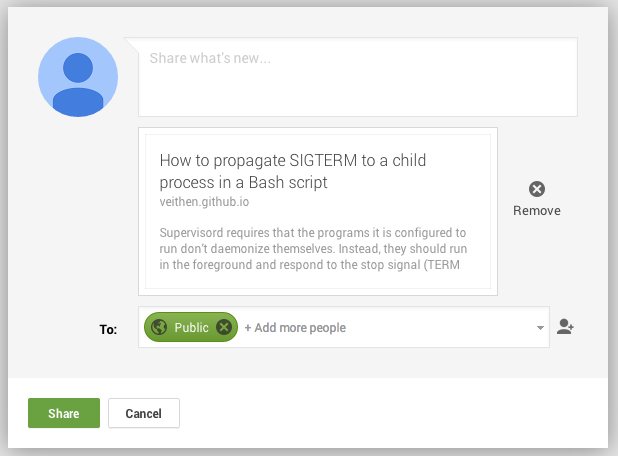 Share what's new...
How to propagate SIGTERM to a child
process in a Bash script
veithen.github.io
Remove
Supervisord requires that the programs it is configured to
run don't daemonize themselves. Instead, they should run
in the foreground and respond to the stop signal (TERM
To:
Public
+ Add more people
Share
Cancel